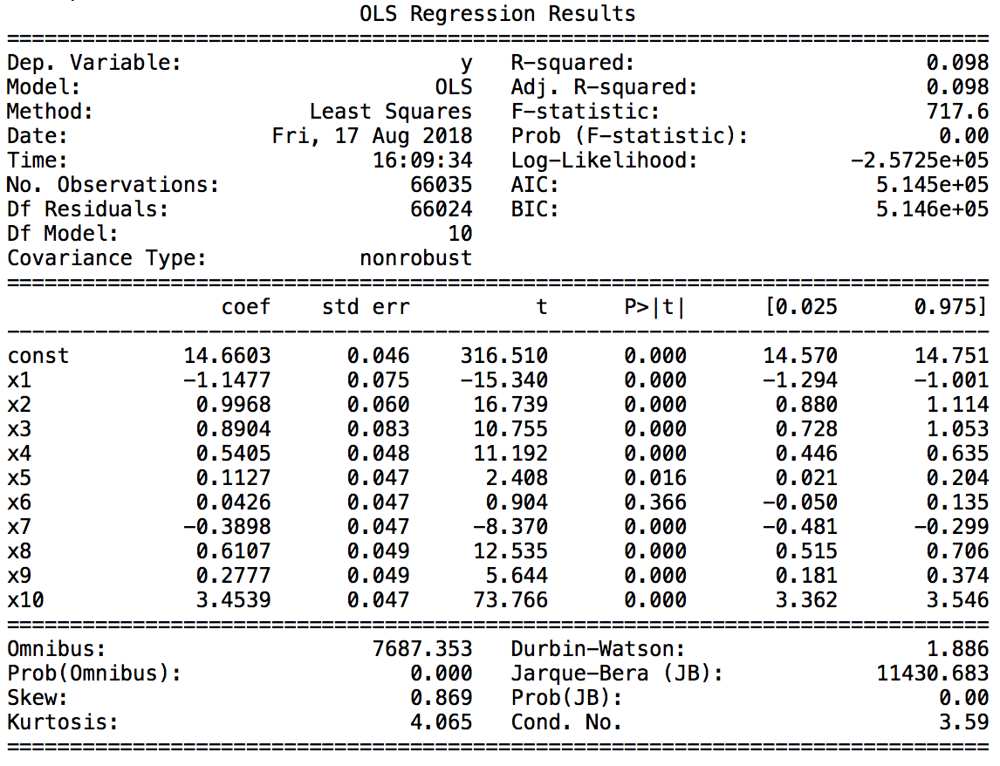 OLS Regression Results
==============================================================================
Dep. Variable:                      y   R-squared:                       0.098
Model:                            OLS   Adj. R-squared:                  0.098
Method:                 Least Squares   F-statistic:                     717.6
Date:                Fri, 17 Aug 2018   Prob (F-statistic):               0.00
Time:                        16:09:34   Log-Likelihood:            -2.5725e+05
No. Observations:               66035   AIC:                         5.145e+05
Df Residuals:                   66024   BIC:                         5.146e+05
Df Model:                          10
Covariance Type:            nonrobust
==============================================================================
                 coef    std err          t      P>|t|      [0.025      0.975]
------------------------------------------------------------------------------
const         14.6603      0.046    316.510      0.000      14.570      14.751
x1            -1.1477      0.075    -15.340      0.000      -1.294      -1.001
x2             0.9968      0.060     16.739      0.000       0.880       1.114
x3             0.8904      0.083     10.755      0.000       0.728       1.053
x4             0.5405      0.048     11.192      0.000       0.446       0.635
x5             0.1127      0.047      2.408      0.016       0.021       0.204
x6             0.0426      0.047      0.904      0.366      -0.050       0.135
x7            -0.3898      0.047     -8.370      0.000      -0.481      -0.299
x8             0.6107      0.049     12.535      0.000       0.515       0.706
x9             0.2777      0.049      5.644      0.000       0.181       0.374
x10            3.4539      0.047     73.766      0.000       3.362       3.546
==============================================================================
Omnibus:                     7687.353   Durbin-Watson:                   1.886
Prob(Omnibus):                  0.000   Jarque-Bera (JB):            11430.683
Skew:                           0.869   Prob(JB):                         0.00
Kurtosis:                       4.065   Cond. No.                         3.59
==============================================================================